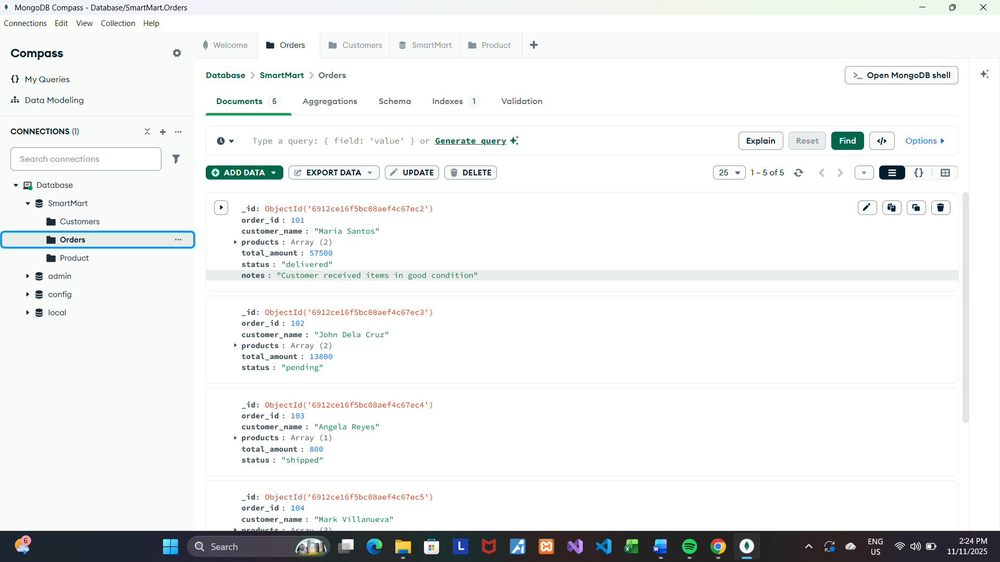 MongoDB Compass - Database/SmartMart.Orders
Connections Edit View Collection Help
Compass
My Queries
Data Modeling
CONNECTIONS (1)
Search connections
Database
SmartMart
Customers
Orders
Product
admin
config
local
Welcome Orders Customers SmartMart Product
Database SmartMart Orders
>_ Open MongoDB shell
Documents 5 Aggregations Schema Indexes 1 Validation
Type a query: { field: 'value' } or Generate query
Explain Reset Find </> Options
ADD DATA EXPORT DATA UPDATE DELETE
25 1 – 5 of 5 {}
_id: ObjectId('6912ce16f5bc08aef4c67ec2')
order_id : 101
customer_name : "Maria Santos"
products : Array (2)
total_amount : 57500
status : "delivered"
notes : "Customer received items in good condition"
_id: ObjectId('6912ce16f5bc08aef4c67ec3')
order_id : 102
customer_name : "John Dela Cruz"
products : Array (2)
total_amount : 13800
status : "pending"
_id: ObjectId('6912ce16f5bc08aef4c67ec4')
order_id : 103
customer_name : "Angela Reyes"
products : Array (1)
total_amount : 800
status : "shipped"
_id: ObjectId('6912ce16f5bc08aef4c67ec5')
order_id : 104
customer_name : "Mark Villanueva"
products : Array (3)
6
Search
ENG
US
2:24 PM
11/11/2025